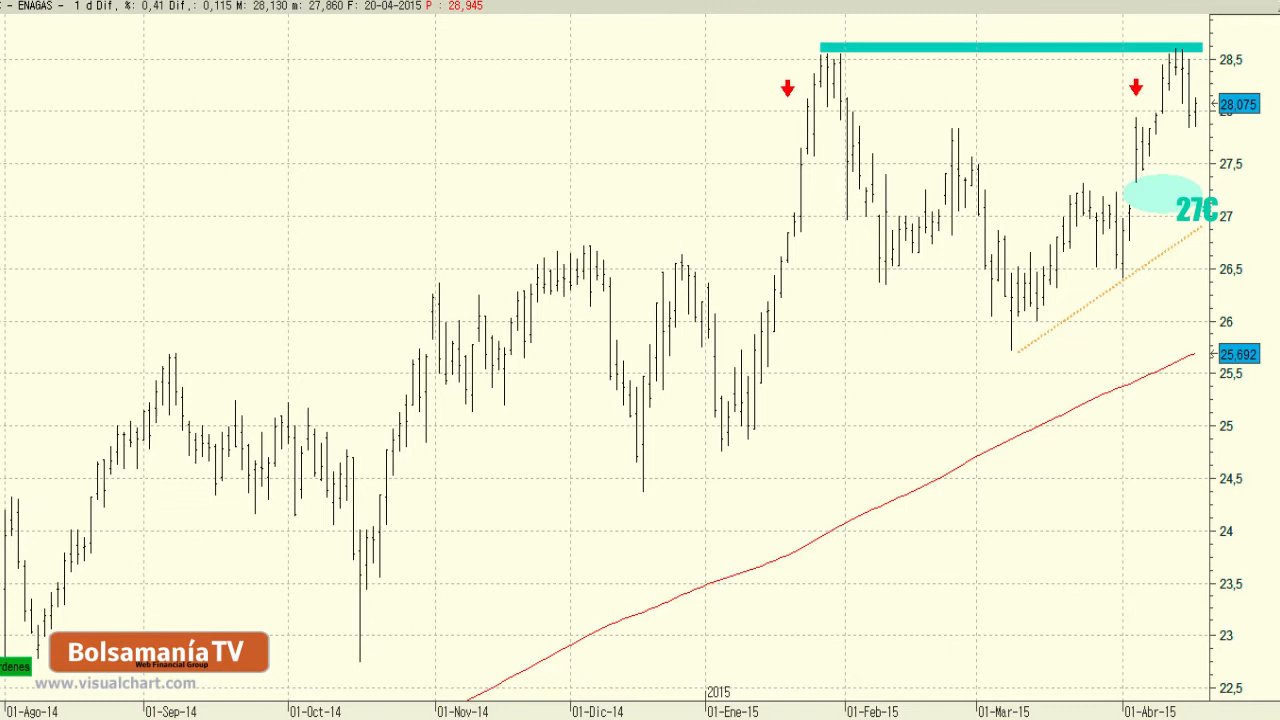 - ENAGAS - 1 d Dif, %: 0,41 Dif,: 0,115 M: 28,130 m: 27,860 F: 20-04-2015 P : 28,945
28,5
28,075
28
27,5
27€
27
26,5
26
25,692
25,5
25
24,5
24
23,5
23
22,5
BolsamaníaTV
Web Financial Group
rdenes
www.visualchart.com
2015
01-Ago-14 01-Sep-14 01-Oct-14 01-Nov-14 01-Dic-14 01-Ene-15 01-Feb-15 01-Mar-15 01-Abr-15